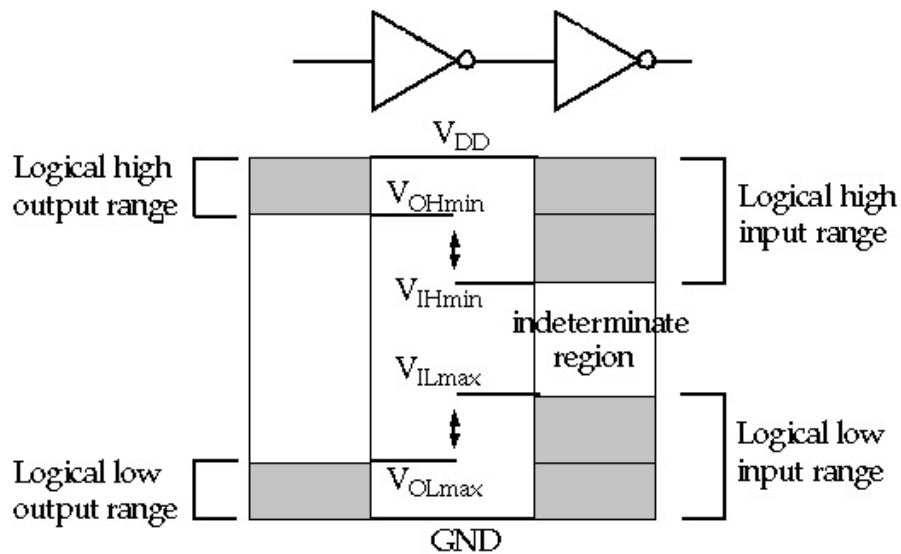 V_DD
Logical high
output range
V_OHmin
Logical high
input range
V_IHmin
indeterminate
region
V_ILmax
Logical low
input range
Logical low
output range
V_OLmax
GND